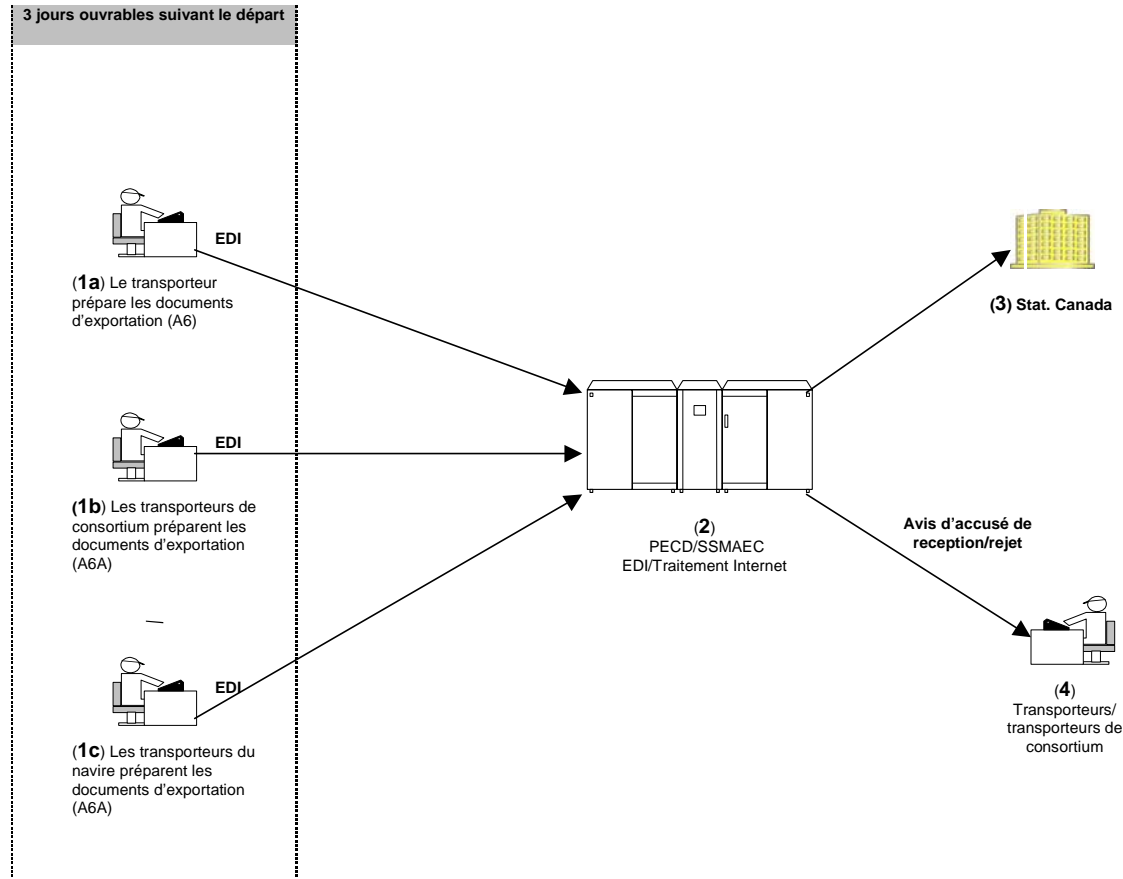 3 jours ouvrables suivant le départ
EDI
(1a) Le transporteur
prépare les documents
d'exportation (A6)
EDI
(1b) Les transporteurs de
consortium préparent les
documents d'exportation
(A6A)
EDI
(1c) Les transporteurs du
navire préparent les
documents d'exportation
(A6A)
(2)
PECD/SSMAEC
EDI/Traitement Internet
(3) Stat. Canada
Avis d'accusé de
reception/rejet
(4)
Transporteurs/
transporteurs de
consortium